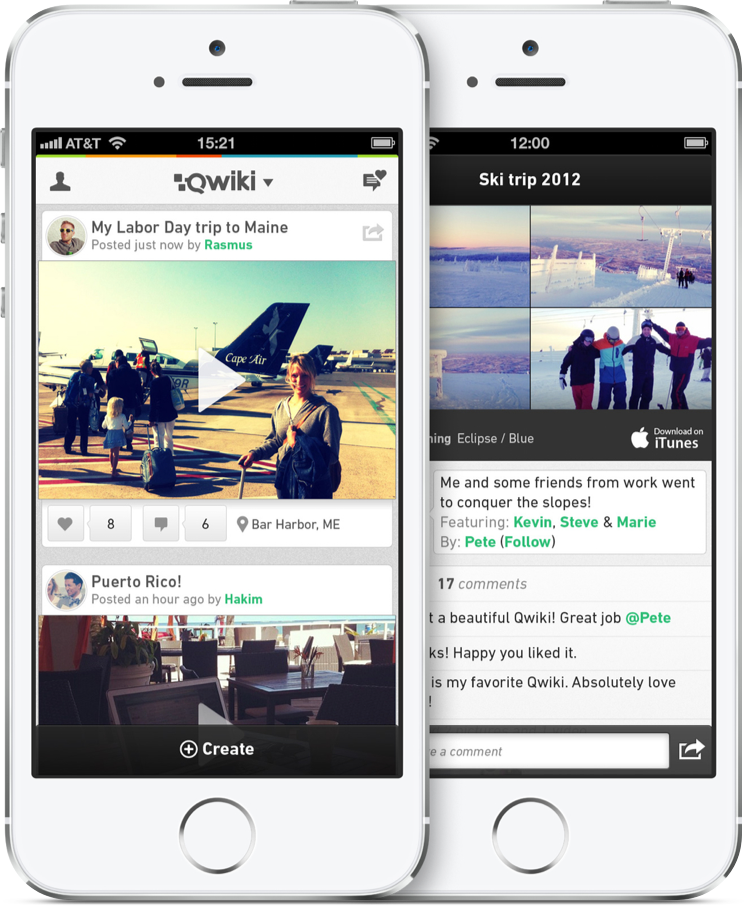 AT&T 15:21
Qwiki
My Labor Day trip to Maine
Posted just now by Rasmus
Cape Air
8 6 Bar Harbor, ME
Puerto Rico!
Posted an hour ago by Hakim
Create
12:00
Ski trip 2012
Eclipse / Blue
Download on
iTunes
Me and some friends from work went
to conquer the slopes!
Featuring: Kevin, Steve & Marie
By: Pete (Follow)
17 comments
t a beautiful Qwiki! Great job @Pete
ks! Happy you liked it.
is my favorite Qwiki. Absolutely love
!
e a comment